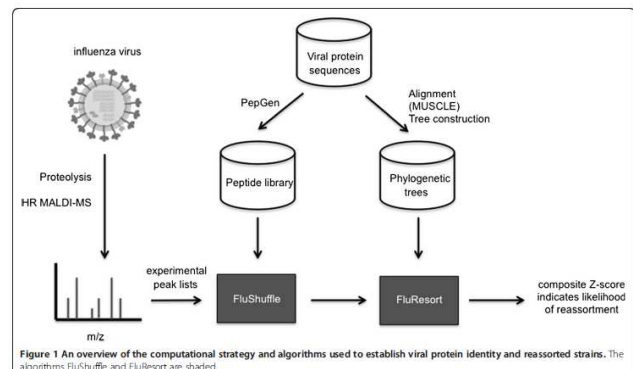 influenza virus
Viral protein
sequences
PepGen
Alignment
(MUSCLE)
Tree construction
Proteolysis
HR MALDI-MS
Peptide library
Phylogenetic
trees
experimental
peak lists
FluShuffle
FluResort
composite Z-score
indicates likelihood
of reassortment
m/z
Figure 1 An overview of the computational strategy and algorithms used to establish viral protein identity and reassorted strains. The
algorithms FluShuffle and FluResort are shaded